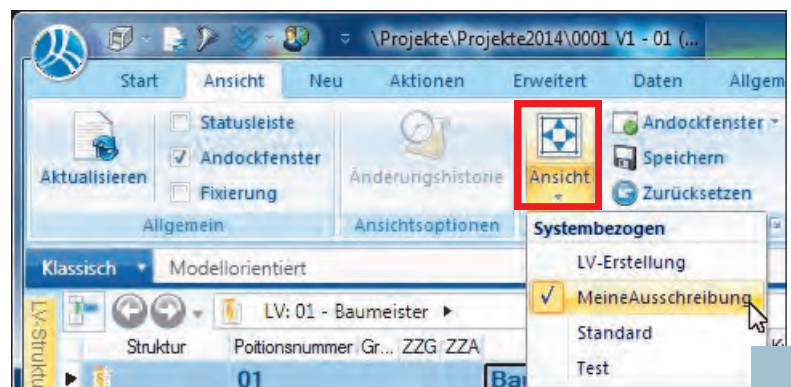 \Projekte\Projekte2014\0001 V1 - 01 (...
Start Ansicht Neu Aktionen Erweitert Daten Allgem
Statusleiste
Andockfenster
Fixierung
Aktualisieren
Allgemein
Änderungshistorie
Ansichtsoptionen
Ansicht
Andockfenster
Speichern
Zurücksetzen
Systembezogen
LV-Erstellung
MeineAusschreibung
Standard
Test
Klassisch Modellorientiert
LV-Struktu
LV: 01 - Baumeister
Struktur Poitionsnummer Gr... ZZG ZZA
01 Bau